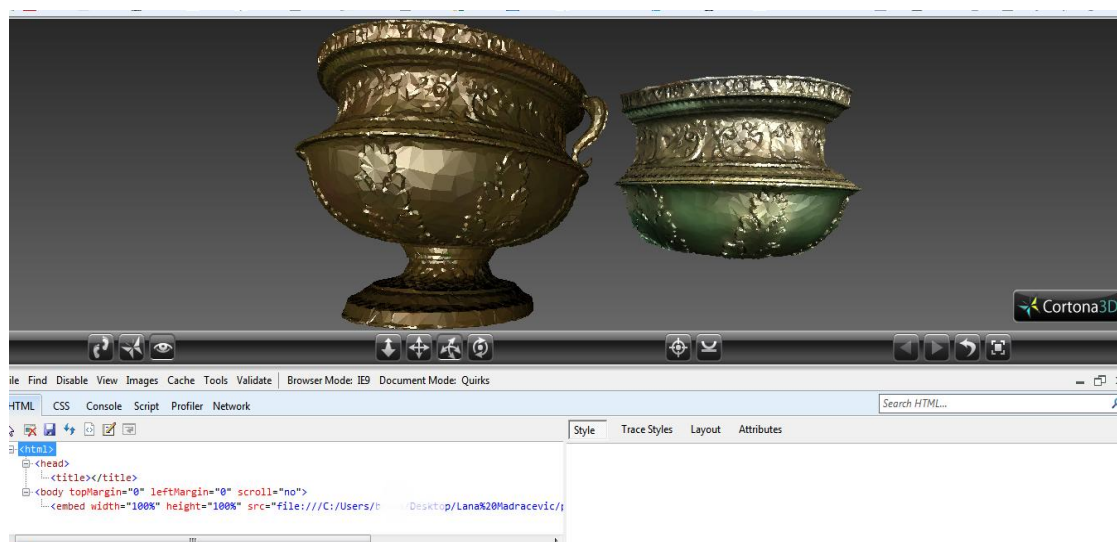 Cortona3D
File Find Disable View Images Cache Tools Validate | Browser Mode: IE9 Document Mode: Quirks
HTML CSS Console Script Profiler Network
Search HTML...
Style Trace Styles Layout Attributes
<html>
<head>
<title></title>
<body topMargin="0" leftMargin="0" scroll="no">
<embed width="100%" height="100%" src="file:///C:/Users/ Desktop/Lana%20Madracevic/